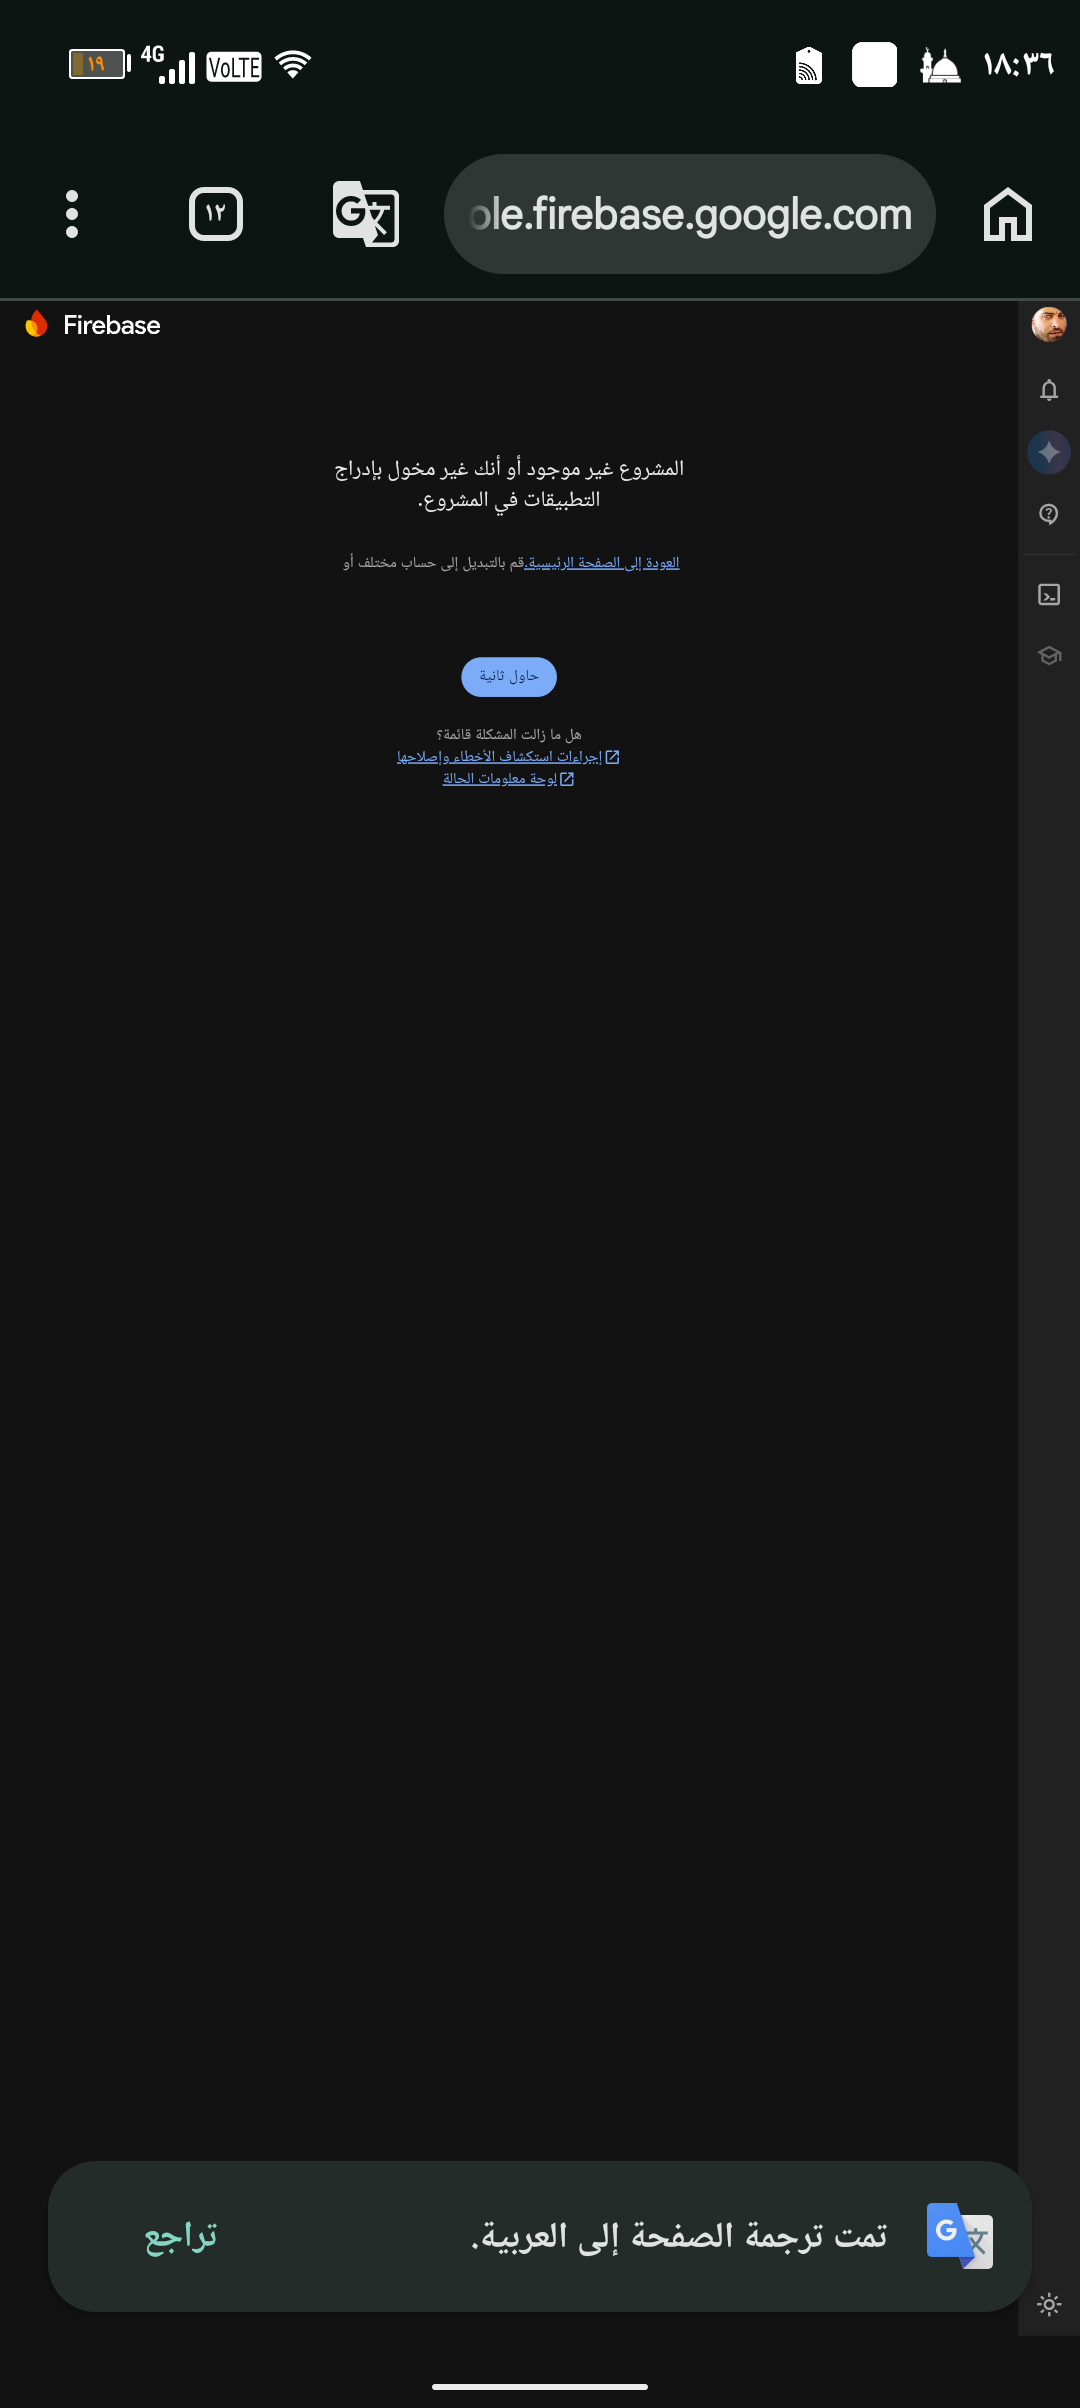 ١٩ 4G VoLTE ١٨:٣٦
١٢ ole.firebase.google.com
Firebase
المشروع غير موجود أو أنك غير مخول بإدراج
التطبيقات في المشروع.
العودة إلى الصفحة الرئيسية.قم بالتبديل إلى حساب مختلف أو
حاول ثانية
هل ما زالت المشكلة قائمة؟
إجراءات استكشاف الأخطاء وإصلاحها
لوحة معلومات الحالة
تمت ترجمة الصفحة إلى العربية. تراجع